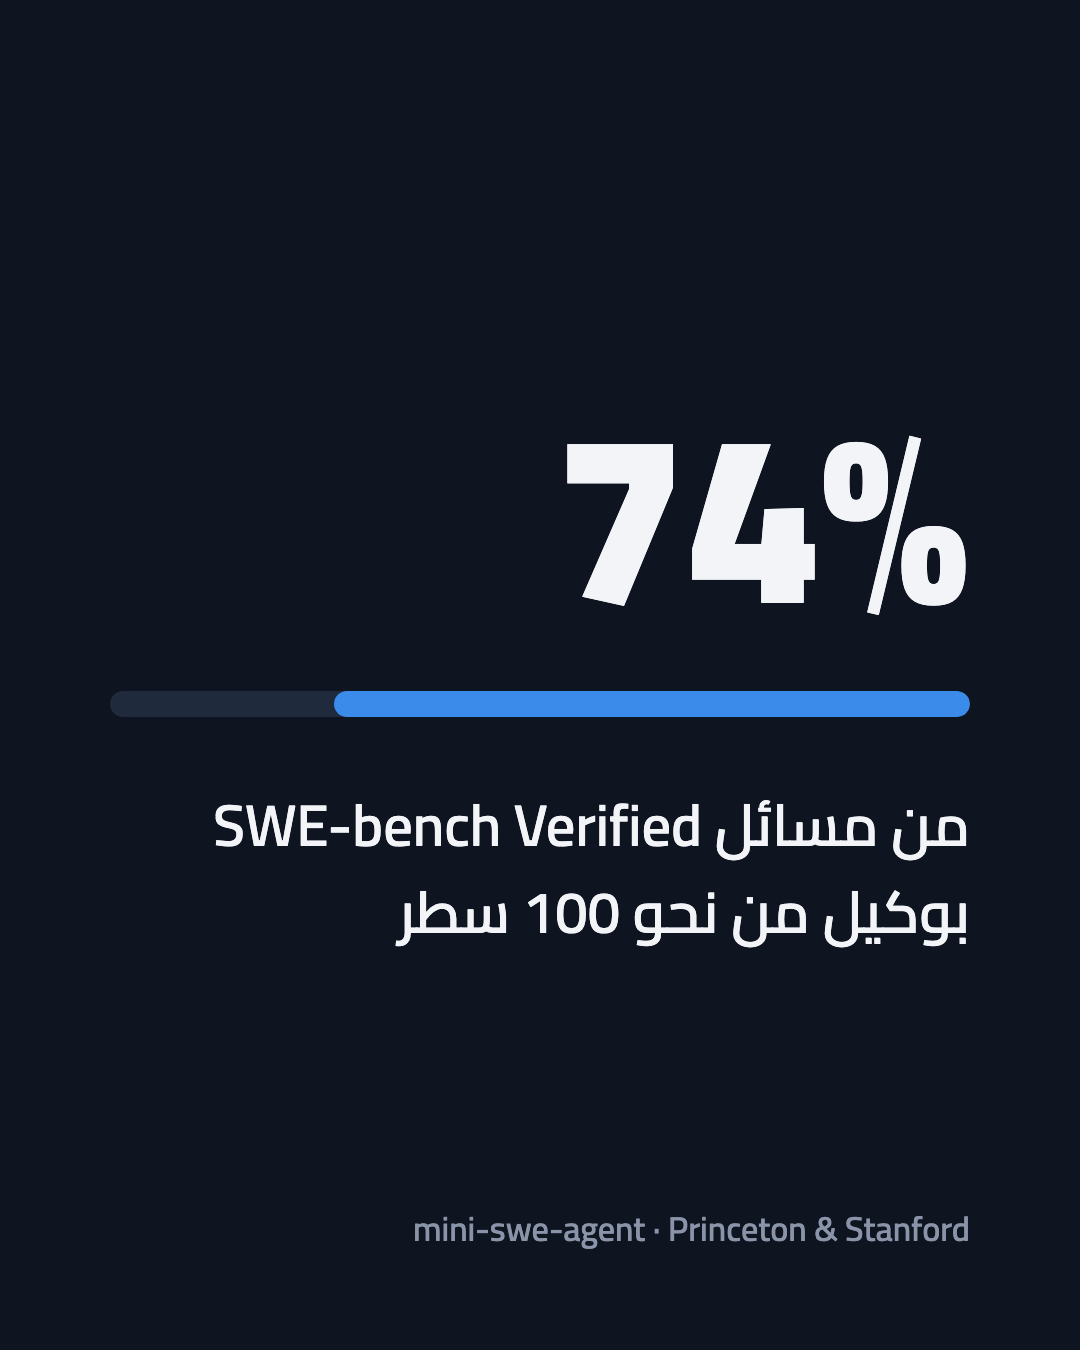 74%
من مسائل SWE-bench Verified
بوكيل من نحو 100 سطر
mini-swe-agent · Princeton & Stanford